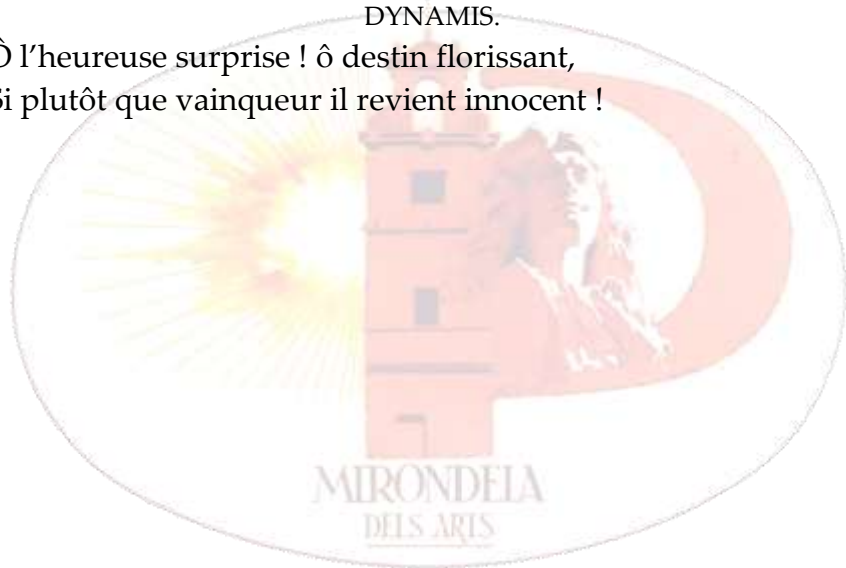 DYNAMIS.
Ô l’heureuse surprise ! ô destin florissant,
Si plutôt que vainqueur il revient innocent !
MIRONDELA
DELS ARTS